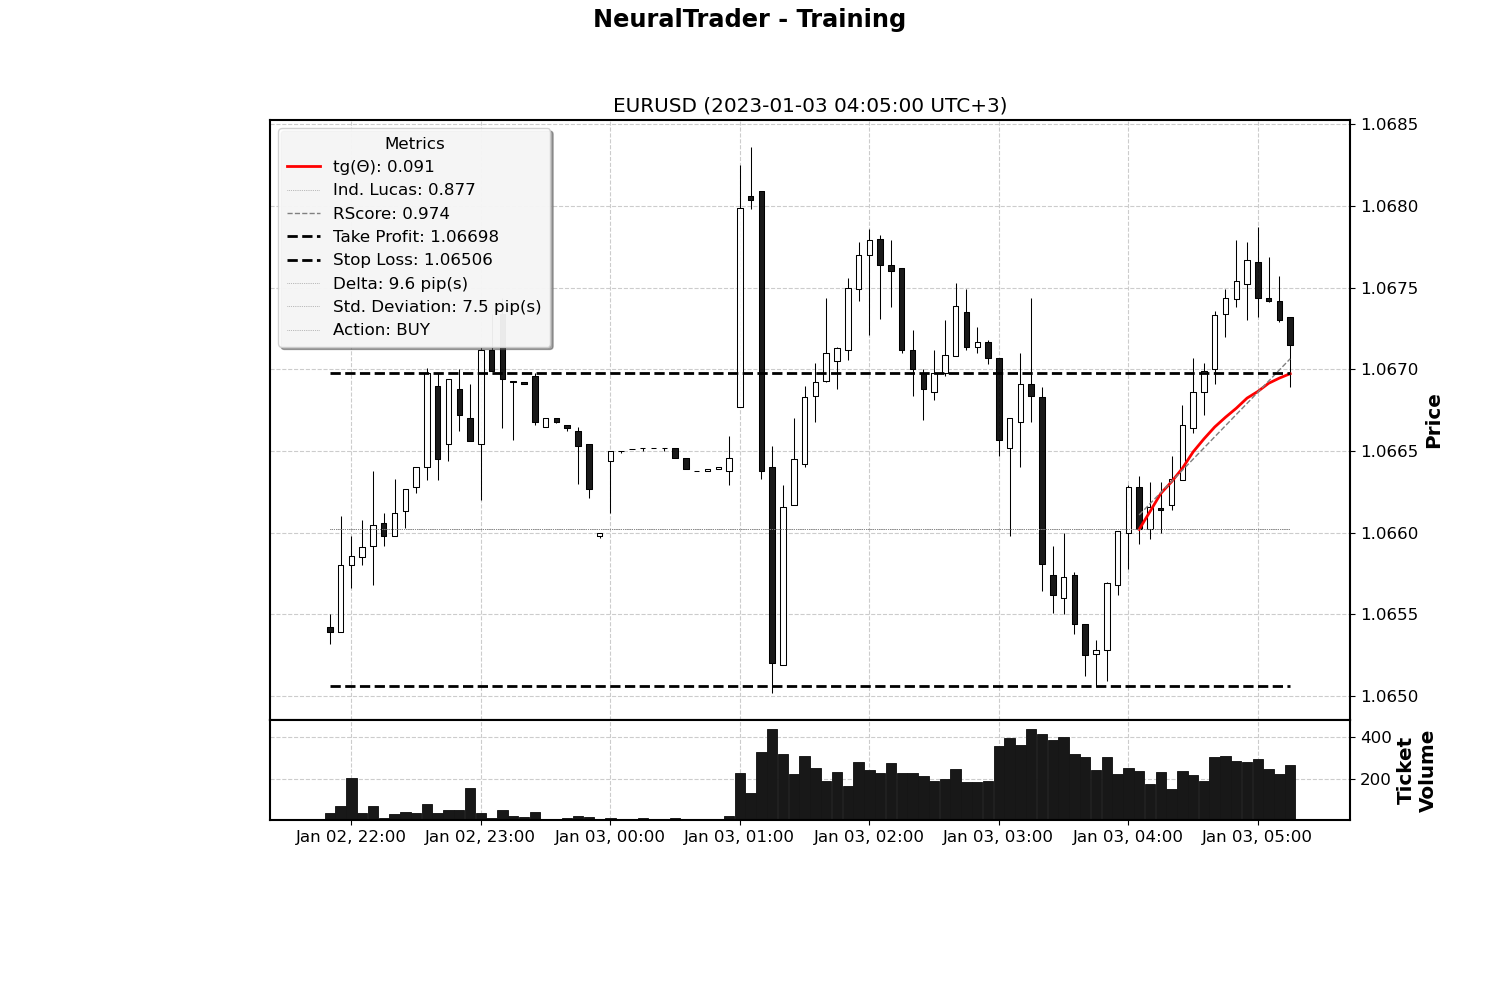 NeuralTrader - Training
EURUSD (2023-01-03 04:05:00 UTC+3)
Metrics
tg(Θ): 0.091
Ind. Lucas: 0.877
RScore: 0.974
Take Profit: 1.06698
Stop Loss: 1.06506
Delta: 9.6 pip(s)
Std. Deviation: 7.5 pip(s)
Action: BUY
1.0685
1.0680
1.0675
1.0670
1.0665
1.0660
1.0655
1.0650
Price
400
200
Ticket
Volume
Jan 02, 22:00
Jan 02, 23:00
Jan 03, 00:00
Jan 03, 01:00
Jan 03, 02:00
Jan 03, 03:00
Jan 03, 04:00
Jan 03, 05:00